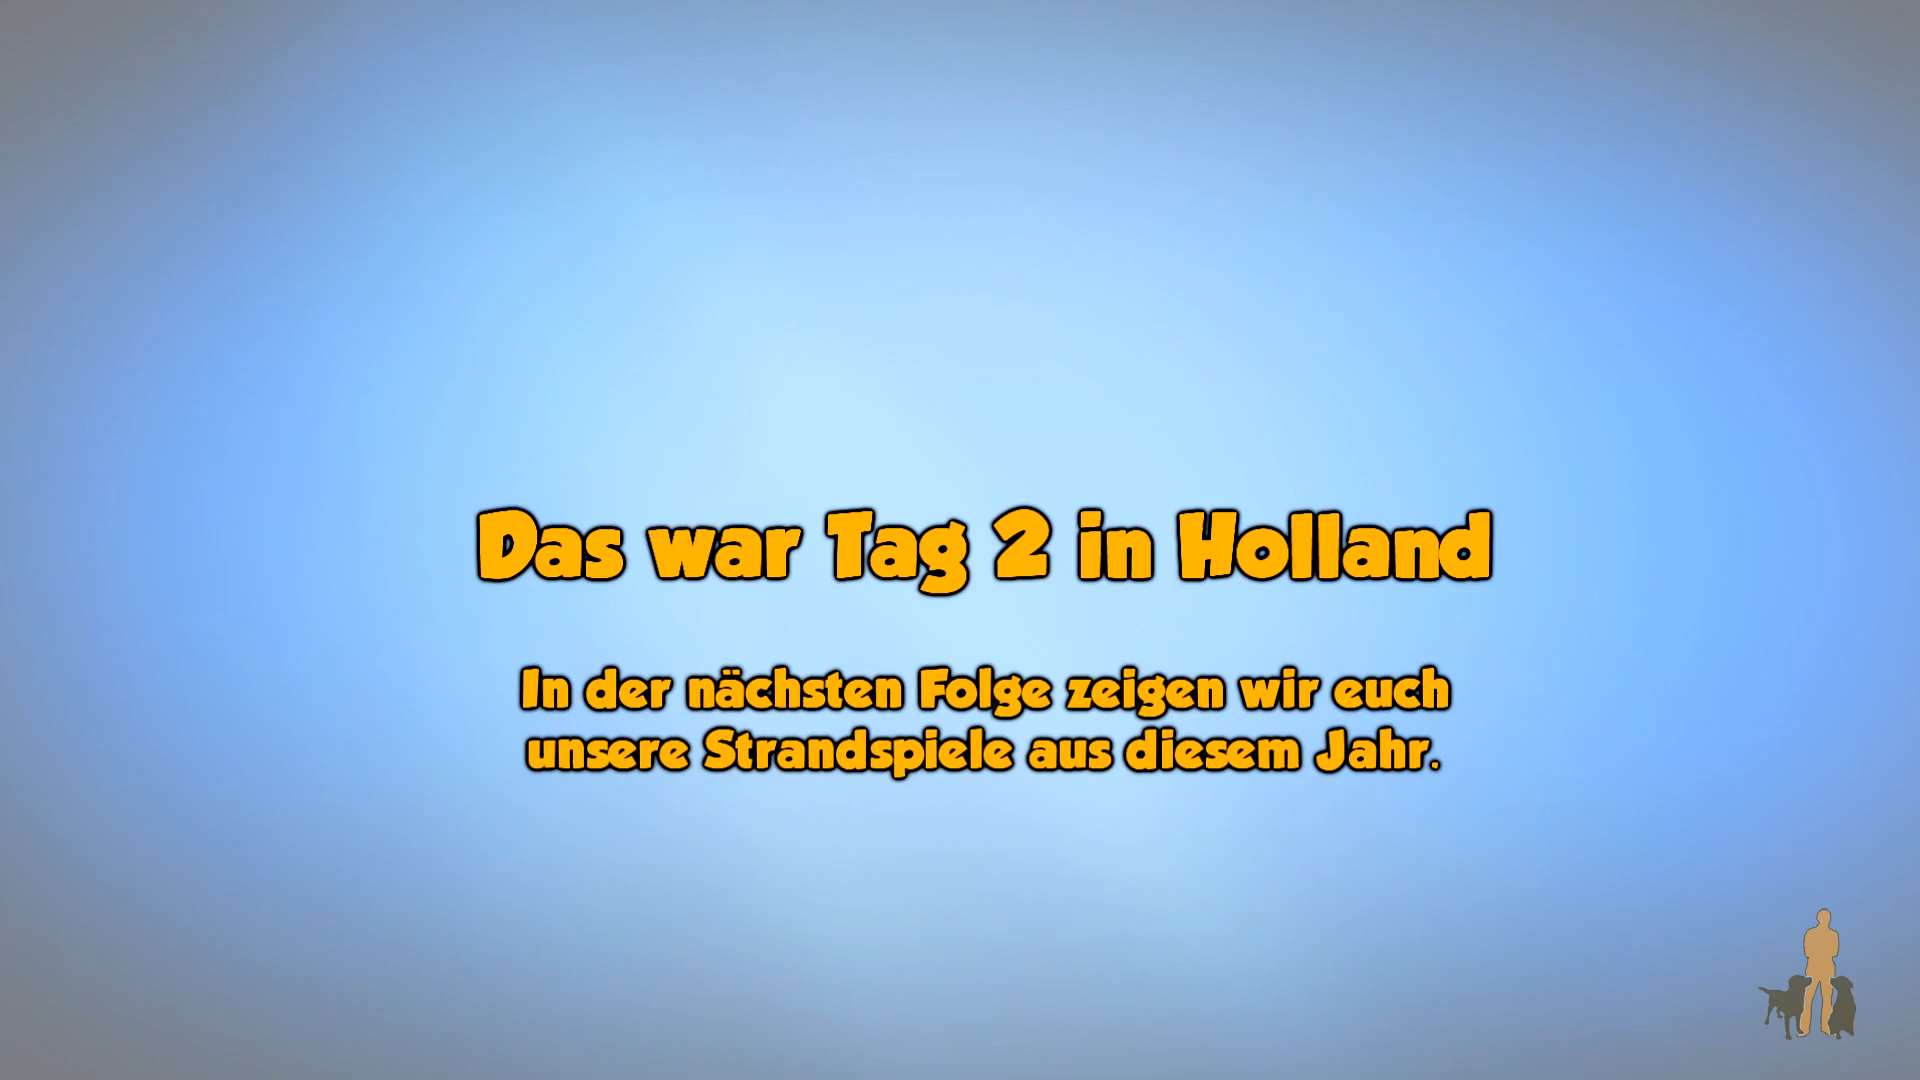 Das war Tag 2 in Holland
In der nächsten Folge zeigen wir euch
unsere Strandspiele aus diesem Jahr.